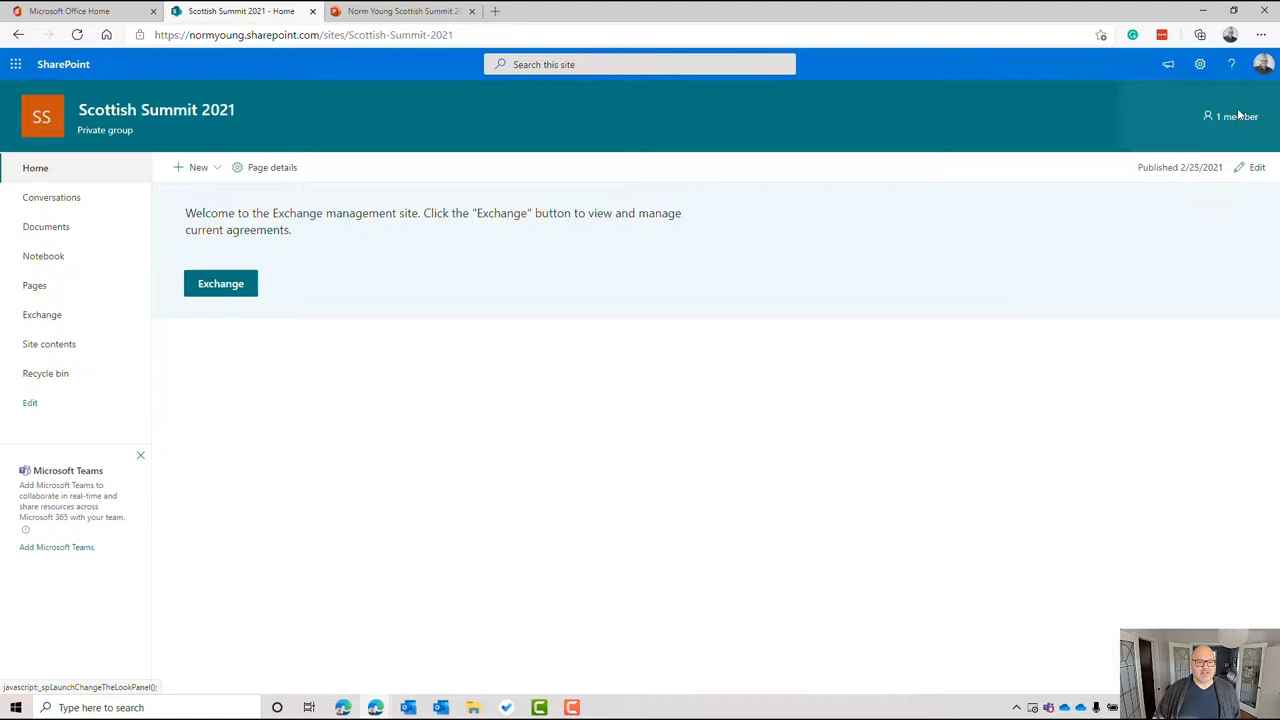 Microsoft Office Home
Scottish Summit 2021 - Home
Norm Young Scottish Summit 20
https://normyoung.sharepoint.com/sites/Scottish-Summit-2021
SharePoint
Search this site
SS
Scottish Summit 2021
Private group
1 member
Home
New
Page details
Published 2/25/2021
Edit
Conversations
Documents
Notebook
Pages
Exchange
Site contents
Recycle bin
Edit
Welcome to the Exchange management site. Click the "Exchange" button to view and manage
current agreements.
Exchange
Microsoft Teams
Add Microsoft Teams to
collaborate in real-time and
share resources across
Microsoft 365 with your team.
Add Microsoft Teams
javascript:_spLaunchChangeTheLookPanel();
Type here to search